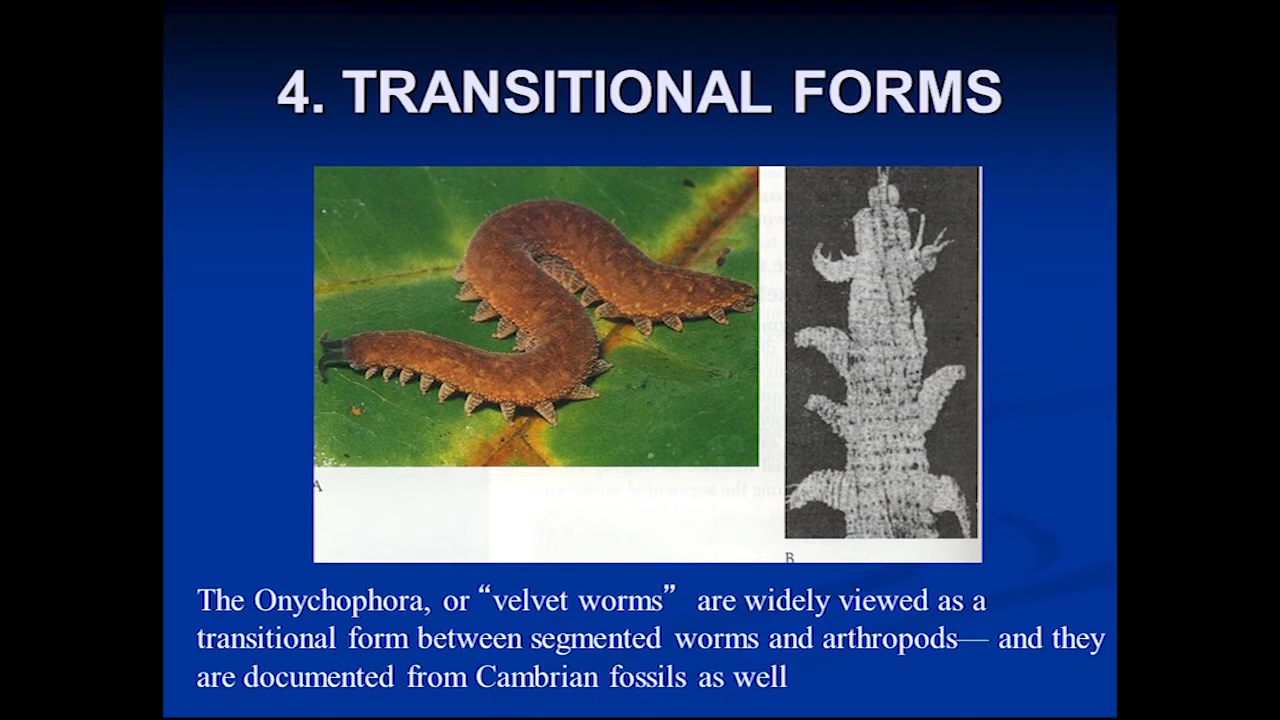 4. TRANSITIONAL FORMS
A
B
The Onychophora, or “velvet worms” are widely viewed as a
transitional form between segmented worms and arthropods— and they
are documented from Cambrian fossils as well